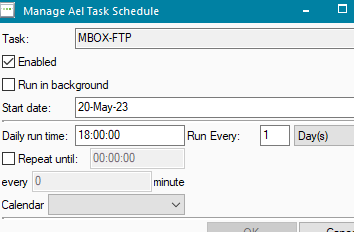 Manage Ael Task Schedule
Task: MBOX-FTP
Enabled
Run in background
Start date: 20-May-23
Daily run time: 18:00:00 Run Every: 1 Day(s)
Repeat until: 00:00:00
every 0 minute
Calendar
OK